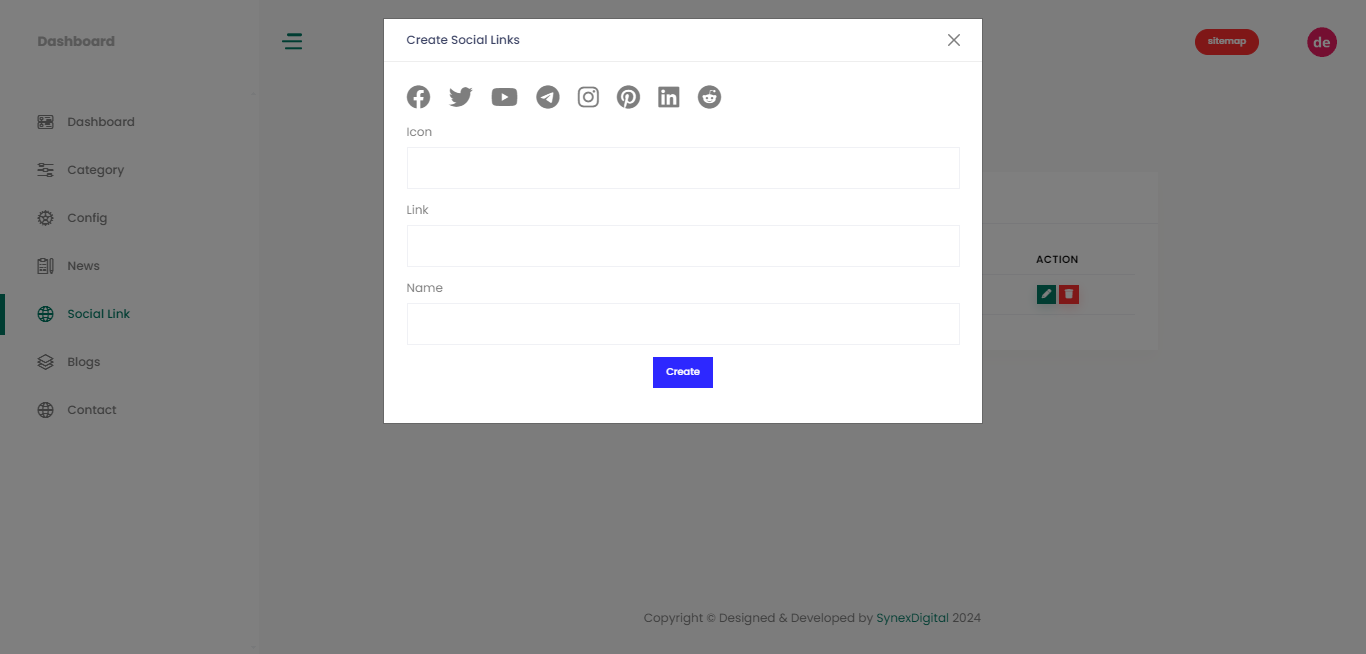 Dashboard
sitemap
de
Dashboard
Category
Config
News
Social Link
Blogs
Contact
Create Social Links
Icon
Link
Name
Create
ACTION
Copyright © Designed & Developed by SynexDigital 2024